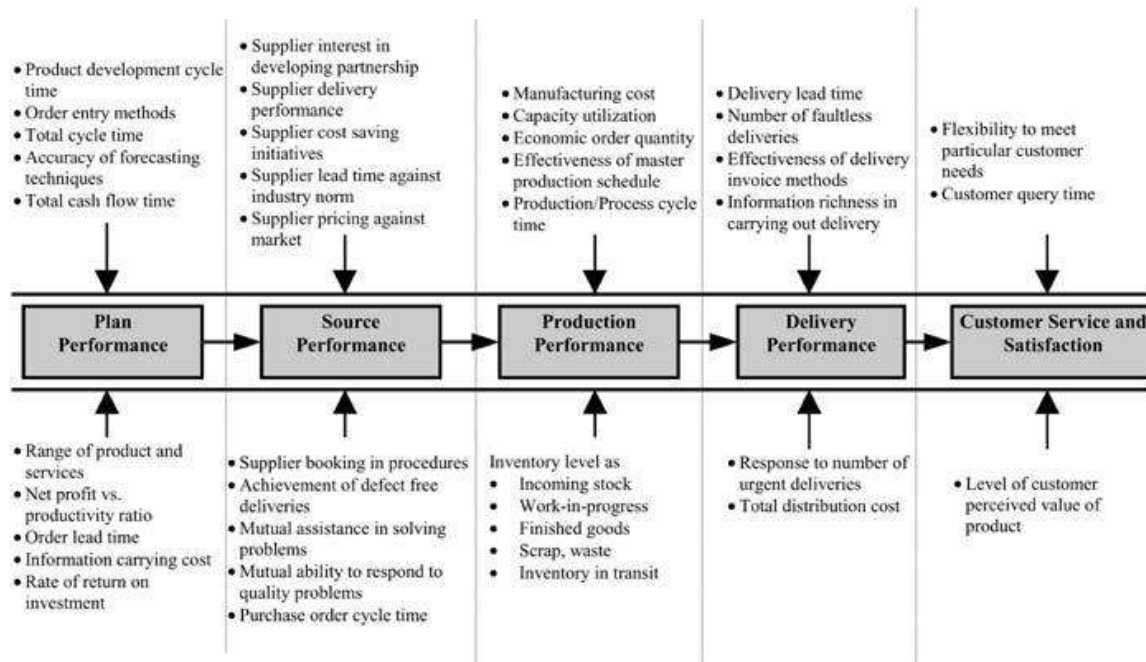 • Product development cycle
time
• Order entry methods
• Total cycle time
• Accuracy of forecasting
techniques
• Total cash flow time
• Supplier interest in
developing partnership
• Supplier delivery
performance
• Supplier cost saving
initiatives
• Supplier lead time against
industry norm
• Supplier pricing against
market
• Manufacturing cost
• Capacity utilization
• Economic order quantity
• Effectiveness of master
production schedule
• Production/Process cycle
time
• Delivery lead time
• Number of faultless
deliveries
• Effectiveness of delivery
invoice methods
• Information richness in
carrying out delivery
• Flexibility to meet
particular customer
needs
• Customer query time
Plan
Performance
Source
Performance
Production
Performance
Delivery
Performance
Customer Service and
Satisfaction
• Range of product and
services
• Net profit vs.
productivity ratio
• Order lead time
• Information carrying cost
• Rate of return on
investment
• Supplier booking in procedures
• Achievement of defect free
deliveries
• Mutual assistance in solving
problems
• Mutual ability to respond to
quality problems
• Purchase order cycle time
Inventory level as
• Incoming stock
• Work-in-progress
• Finished goods
• Scrap, waste
• Inventory in transit
• Response to number of
urgent deliveries
• Total distribution cost
• Level of customer
perceived value of
product